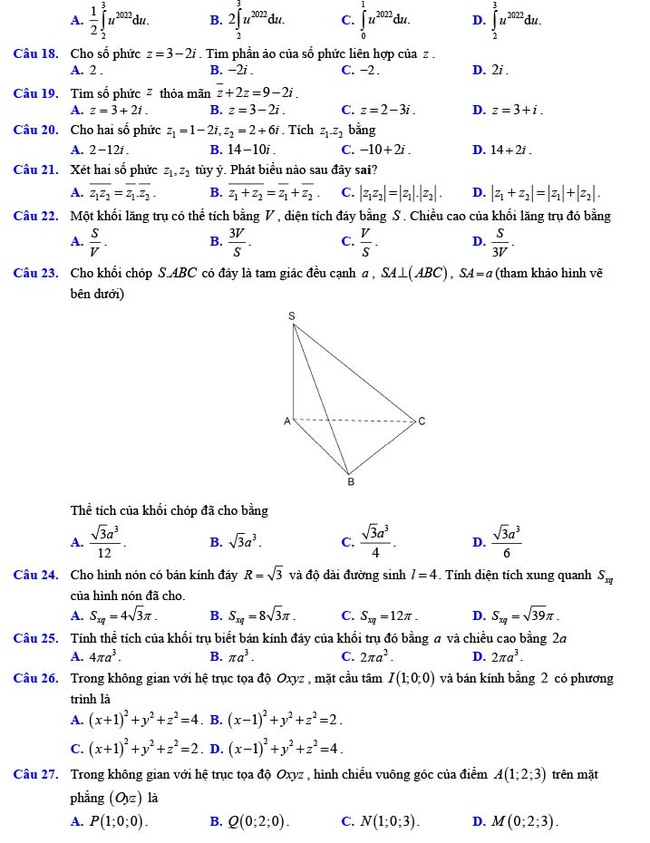 A. $\frac{1}{2}\int_{2}^{3}u^{2022}du.$ B. $2\int_{2}^{3}u^{2022}du.$ C. $\int_{0}^{1}u^{2022}du.$ D. $\int_{2}^{3}u^{2022}du.$
Câu 18. Cho số phức $z=3-2i$. Tìm phần ảo của số phức liên hợp của $z$.
A. 2. B. $-2i$. C. $-2$. D. $2i$.
Câu 19. Tìm số phức $z$ thỏa mãn $\overline{z}+2z=9-2i$.
A. $z=3+2i$. B. $z=3-2i$. C. $z=2-3i$. D. $z=3+i$.
Câu 20. Cho hai số phức $z_1=1-2i, z_2=2+6i$. Tích $z_1.z_2$ bằng
A. $2-12i$. B. $14-10i$. C. $-10+2i$. D. $14+2i$.
Câu 21. Xét hai số phức $z_1,z_2$ tùy ý. Phát biểu nào sau đây sai?
A. $\overline{z_1z_2}=\overline{z_1}.\overline{z_2}$. B. $\overline{z_1+z_2}=\overline{z_1}+\overline{z_2}$. C. $|z_1z_2|=|z_1|.|z_2|$. D. $|z_1+z_2|=|z_1|+|z_2|$.
Câu 22. Một khối lăng trụ có thể tích bằng $V$, diện tích đáy bằng $S$. Chiều cao của khối lăng trụ đó bằng
A. $\frac{S}{V}$. B. $\frac{3V}{S}$. C. $\frac{V}{S}$. D. $\frac{S}{3V}$.
Câu 23. Cho khối chóp $S.ABC$ có đáy là tam giác đều cạnh $a$, $SA\perp(ABC)$, $SA=a$ (tham khảo hình vẽ
bên dưới)
S
A
C
B
Thể tích của khối chóp đã cho bằng
A. $\frac{\sqrt{3}a^3}{12}$. B. $\sqrt{3}a^3$. C. $\frac{\sqrt{3}a^3}{4}$. D. $\frac{\sqrt{3}a^3}{6}$
Câu 24. Cho hình nón có bán kính đáy $R=\sqrt{3}$ và độ dài đường sinh $l=4$. Tính diện tích xung quanh $S_{xq}$
của hình nón đã cho.
A. $S_{xq}=4\sqrt{3}\pi$. B. $S_{xq}=8\sqrt{3}\pi$. C. $S_{xq}=12\pi$. D. $S_{xq}=\sqrt{39}\pi$.
Câu 25. Tính thể tích của khối trụ biết bán kính đáy của khối trụ đó bằng $a$ và chiều cao bằng $2a$
A. $4\pi a^3$. B. $\pi a^3$. C. $2\pi a^2$. D. $2\pi a^3$.
Câu 26. Trong không gian với hệ trục tọa độ $Oxyz$, mặt cầu tâm $I(1;0;0)$ và bán kính bằng 2 có phương
trình là
A. $(x+1)^2+y^2+z^2=4$. B. $(x-1)^2+y^2+z^2=2$.
C. $(x+1)^2+y^2+z^2=2$. D. $(x-1)^2+y^2+z^2=4$.
Câu 27. Trong không gian với hệ trục tọa độ $Oxyz$, hình chiếu vuông góc của điểm $A(1;2;3)$ trên mặt
phẳng $(Oyz)$ là
A. $P(1;0;0)$. B. $Q(0;2;0)$. C. $N(1;0;3)$. D. $M(0;2;3)$.